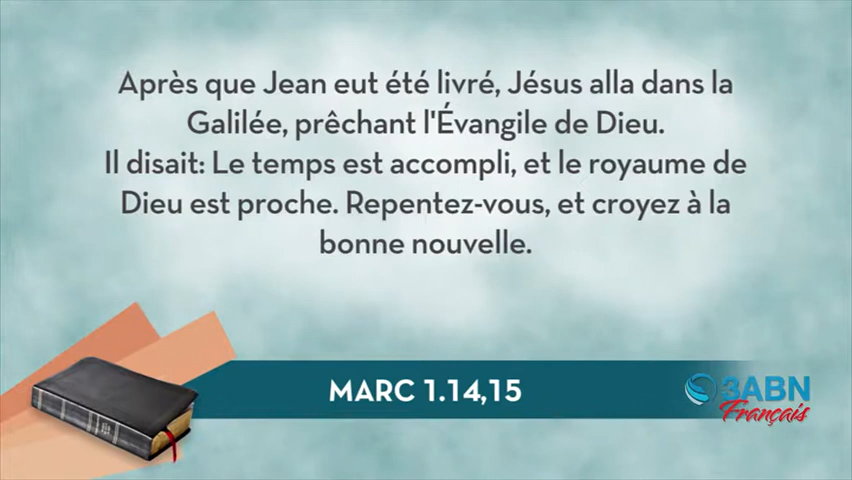 Après que Jean eut été livré, Jésus alla dans la
Galilée, prêchant l'Évangile de Dieu.
Il disait: Le temps est accompli, et le royaume de
Dieu est proche. Repentez-vous, et croyez à la
bonne nouvelle.
MARC 1.14,15
3ABN
Français